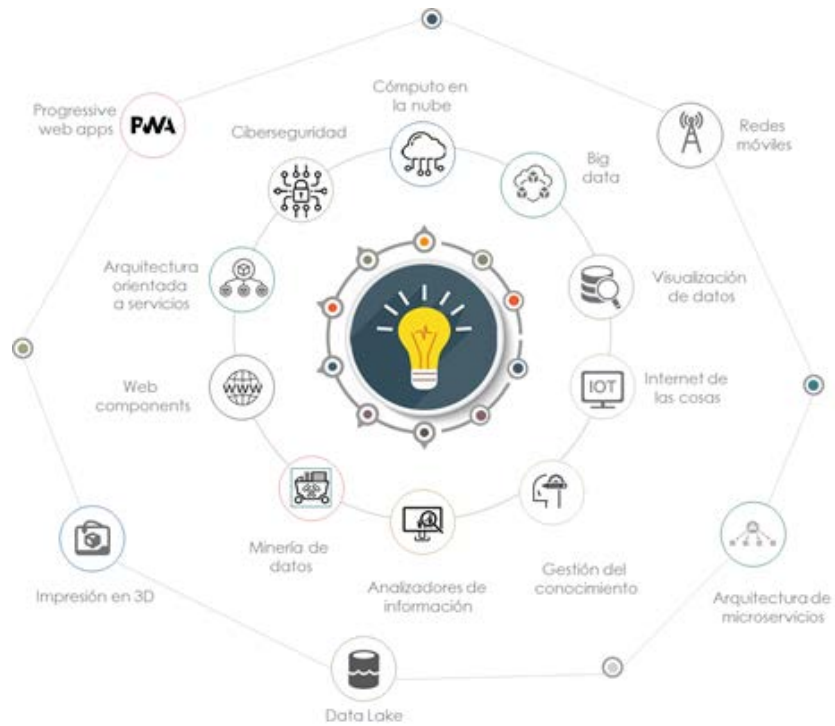 Cómputo en
la nube
Progressive
web apps
PWA
Ciberseguridad
Redes
móviles
Big
data
Arquitectura
orientada
a servicios
Visualización
de datos
Web
components
WWW
IOT
Internet de
las cosas
Minería de
datos
Analizadores de
información
Gestión del
conocimiento
Impresión en 3D
Arquitectura de
microservicios
Data Lake